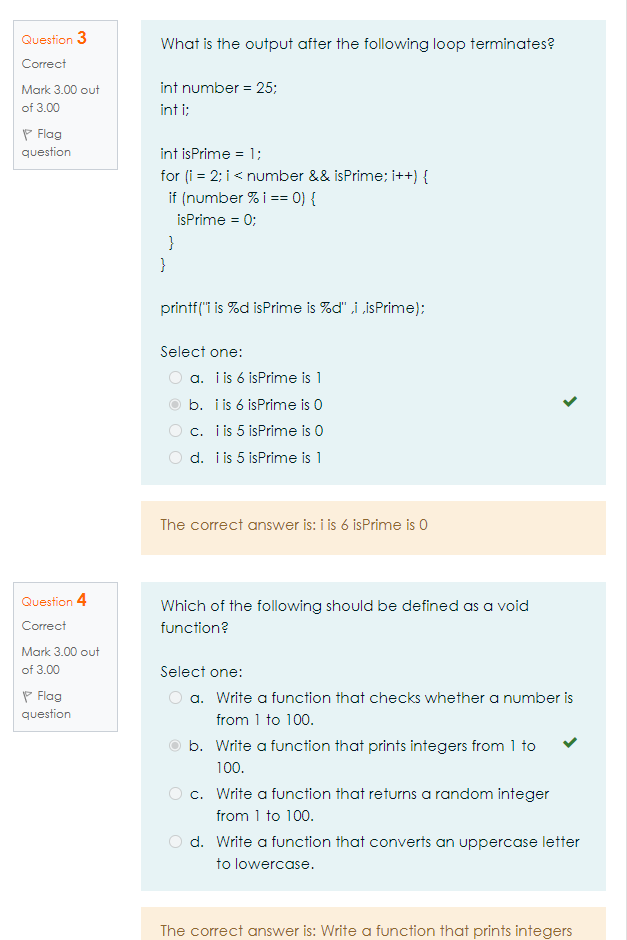 Question 3
Correct
Mark 3.00 out
of 3.00
Flag
question
What is the output after the following loop terminates?
int number = 25;
int i;
int isPrime = 1;
for (i = 2; i < number && isPrime; i++) {
if (number % i == 0) {
isPrime = 0;
}
}
printf("i is %d isPrime is %d" ,i ,isPrime);
Select one:
a. i is 6 isPrime is 1
b. i is 6 isPrime is 0
c. i is 5 isPrime is 0
d. i is 5 isPrime is 1
The correct answer is: i is 6 isPrime is 0
Question 4
Correct
Mark 3.00 out
of 3.00
Flag
question
Which of the following should be defined as a void
function?
Select one:
a. Write a function that checks whether a number is
from 1 to 100.
b. Write a function that prints integers from 1 to
100.
c. Write a function that returns a random integer
from 1 to 100.
d. Write a function that converts an uppercase letter
to lowercase.
The correct answer is: Write a function that prints integers